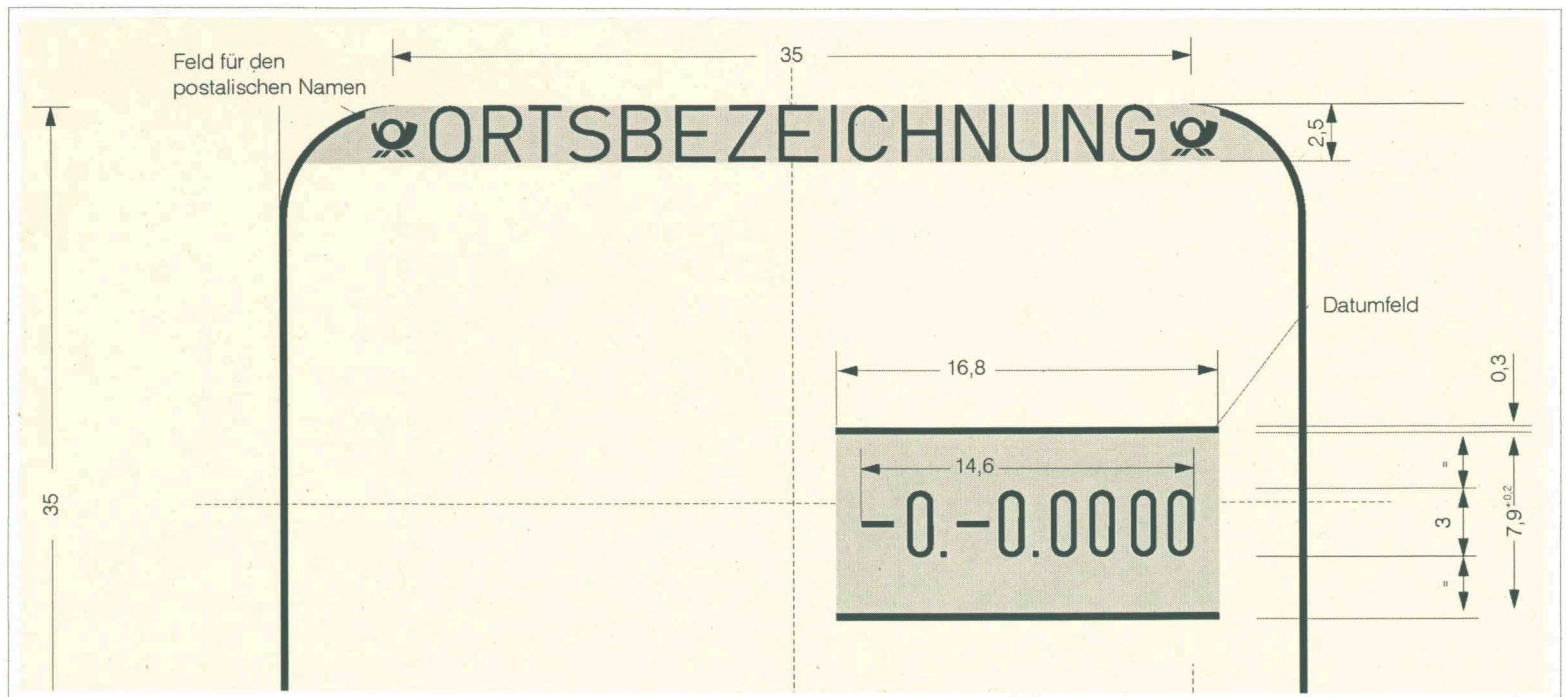 35
Feld für den
postalischen Namen
ORTSBEZEICHNUNG
2,5
Datumfeld
16,8
0,3
14,6
=
35
-0.-0.0000
3
7,9±0,2
=